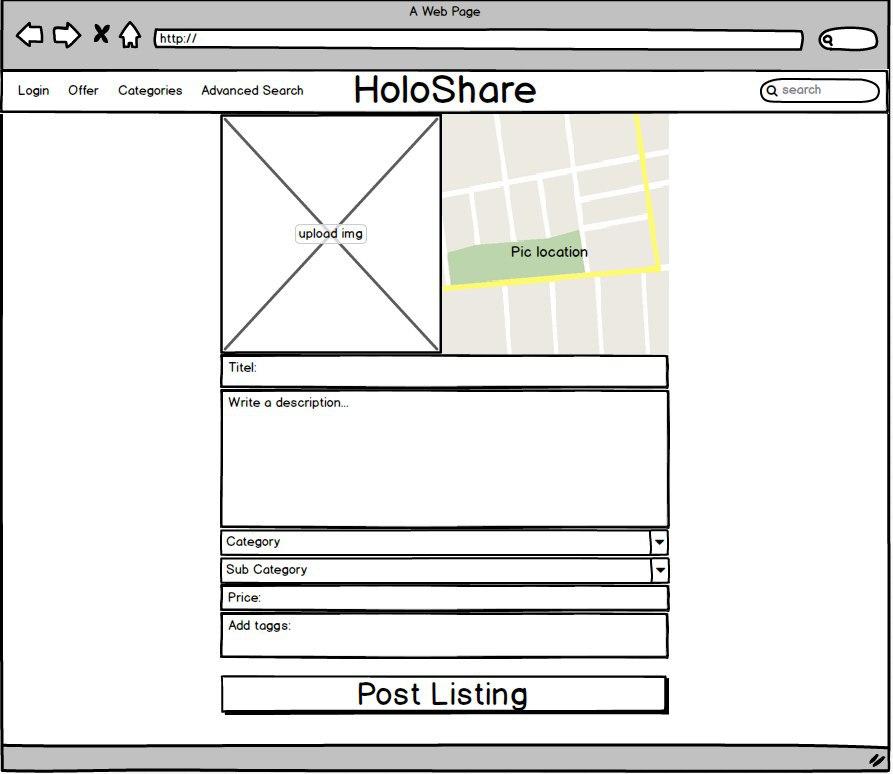 A Web Page
http://
Login Offer Categories Advanced Search HoloShare search
upload img
Pic location
Titel:
Write a description...
Category
Sub Category
Price:
Add taggs:
Post Listing